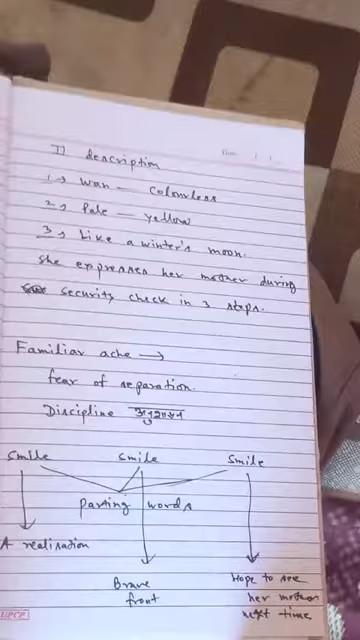 II description
1→ Wan — Colourless
2→ Pale — yellow
3→ Like a winter's moon.
She expresses her mother during
security check in 3 steps.
Familiar ache →
fear of separation.
Discipline अनुशासन
Smile Smile Smile
parting words
A realisation
Brave front
Hope to see her mother next time